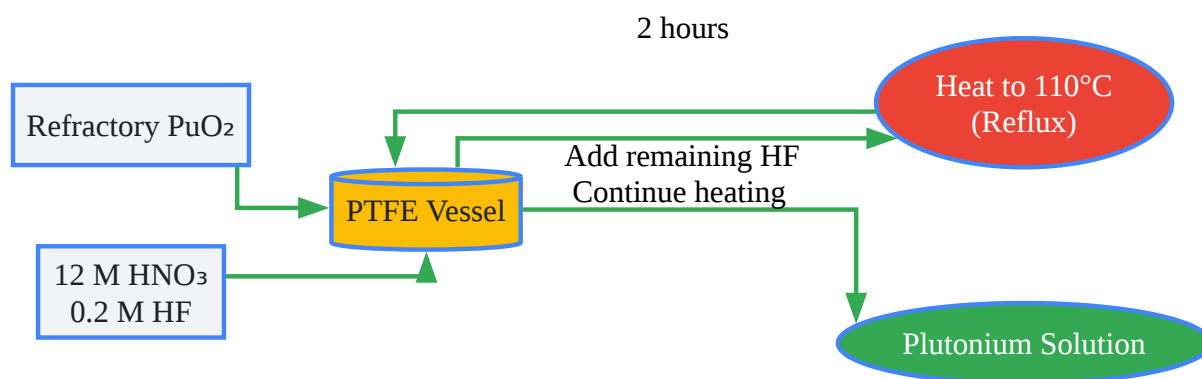 2 hours
Heat to 110°C
(Reflux)
Refractory PuO₂
Add remaining HF
Continue heating
PTFE Vessel
12 M HNO₃
0.2 M HF
Plutonium Solution